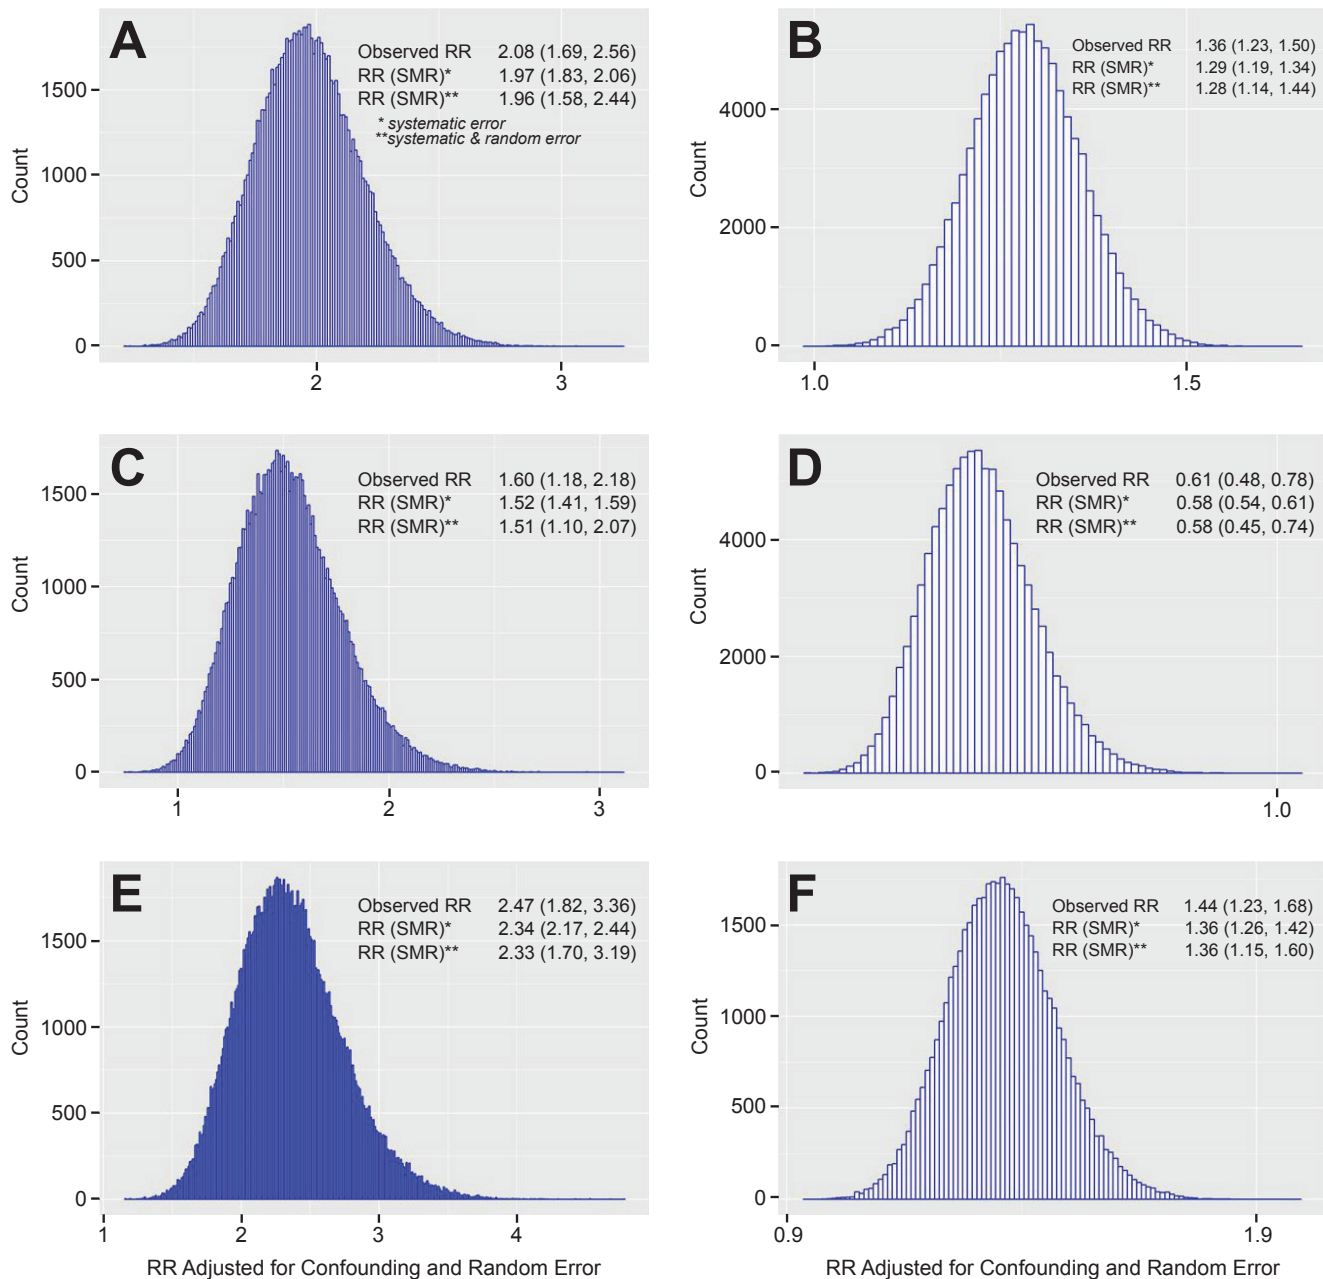 A
Observed RR 2.08 (1.69, 2.56)
RR (SMR)* 1.97 (1.83, 2.06)
RR (SMR)** 1.96 (1.58, 2.44)
* systematic error
**systematic & random error
Count
1500
1000
500
0
2 3
B
Observed RR 1.36 (1.23, 1.50)
RR (SMR)* 1.29 (1.19, 1.34)
RR (SMR)** 1.28 (1.14, 1.44)
Count
4000
2000
0
1.0 1.5
C
Observed RR 1.60 (1.18, 2.18)
RR (SMR)* 1.52 (1.41, 1.59)
RR (SMR)** 1.51 (1.10, 2.07)
Count
1500
1000
500
0
1 2 3
D
Observed RR 0.61 (0.48, 0.78)
RR (SMR)* 0.58 (0.54, 0.61)
RR (SMR)** 0.58 (0.45, 0.74)
Count
4000
2000
0
1.0
E
Observed RR 2.47 (1.82, 3.36)
RR (SMR)* 2.34 (2.17, 2.44)
RR (SMR)** 2.33 (1.70, 3.19)
Count
1500
1000
500
0
1 2 3 4
RR Adjusted for Confounding and Random Error
F
Observed RR 1.44 (1.23, 1.68)
RR (SMR)* 1.36 (1.26, 1.42)
RR (SMR)** 1.36 (1.15, 1.60)
Count
1500
1000
500
0
0.9 1.9
RR Adjusted for Confounding and Random Error